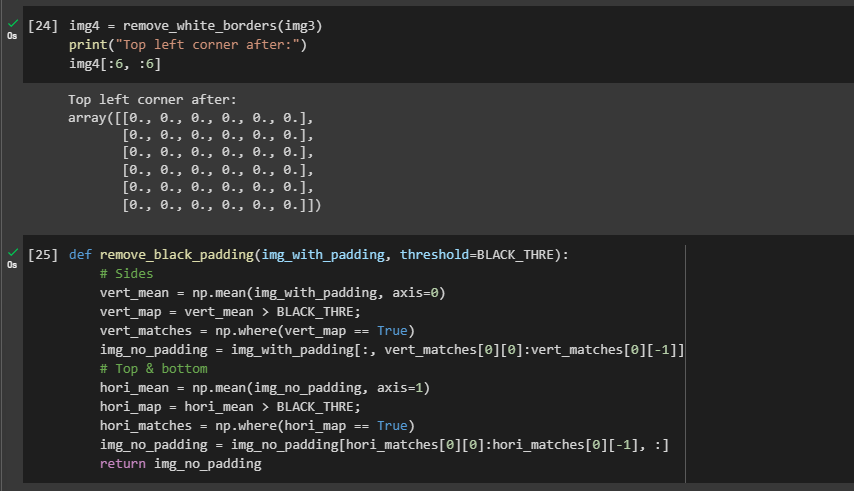 [24] img4 = remove_white_borders(img3)
0s
print("Top left corner after:")
img4[:6, :6]
Top left corner after:
array([[0., 0., 0., 0., 0., 0.],
       [0., 0., 0., 0., 0., 0.],
       [0., 0., 0., 0., 0., 0.],
       [0., 0., 0., 0., 0., 0.],
       [0., 0., 0., 0., 0., 0.],
       [0., 0., 0., 0., 0., 0.]])
[25] def remove_black_padding(img_with_padding, threshold=BLACK_THRE):
0s
    # Sides
    vert_mean = np.mean(img_with_padding, axis=0)
    vert_map = vert_mean > BLACK_THRE;
    vert_matches = np.where(vert_map == True)
    img_no_padding = img_with_padding[:, vert_matches[0][0]:vert_matches[0][-1]]
    # Top & bottom
    hori_mean = np.mean(img_no_padding, axis=1)
    hori_map = hori_mean > BLACK_THRE;
    hori_matches = np.where(hori_map == True)
    img_no_padding = img_no_padding[hori_matches[0][0]:hori_matches[0][-1], :]
    return img_no_padding